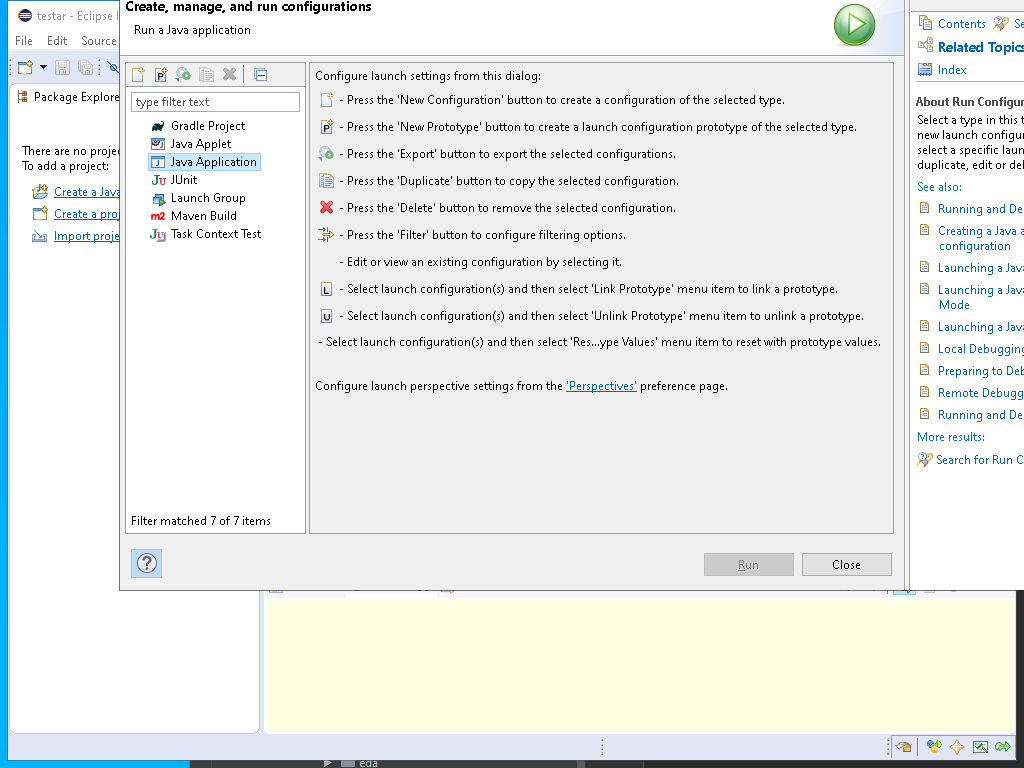 testar - Eclipse I
File Edit Source
Package Explore
There are no proje
To add a project:
Create a Java
Create a proj
Import proje
Create, manage, and run configurations
Run a Java application
type filter text
Gradle Project
Java Applet
Java Application
JUnit
Launch Group
Maven Build
Task Context Test
Filter matched 7 of 7 items
Configure launch settings from this dialog:
- Press the 'New Configuration' button to create a configuration of the selected type.
- Press the 'New Prototype' button to create a launch configuration prototype of the selected type.
- Press the 'Export' button to export the selected configurations.
- Press the 'Duplicate' button to copy the selected configuration.
- Press the 'Delete' button to remove the selected configuration.
- Press the 'Filter' button to configure filtering options.
- Edit or view an existing configuration by selecting it.
- Select launch configuration(s) and then select 'Link Prototype' menu item to link a prototype.
- Select launch configuration(s) and then select 'Unlink Prototype' menu item to unlink a prototype.
- Select launch configuration(s) and then select 'Res...ype Values' menu item to reset with prototype values.
Configure launch perspective settings from the 'Perspectives' preference page.
Run
Close
Contents Se
Related Topics
Index
About Run Configur
Select a type in this t
new launch configu
select a specific laun
duplicate, edit or del
See also:
Running and De
Creating a Java a
configuration
Launching a Java
Launching a Java
Mode
Launching a Java
Local Debugging
Preparing to Deb
Remote Debugg
Running and De
More results:
Search for Run C
eda